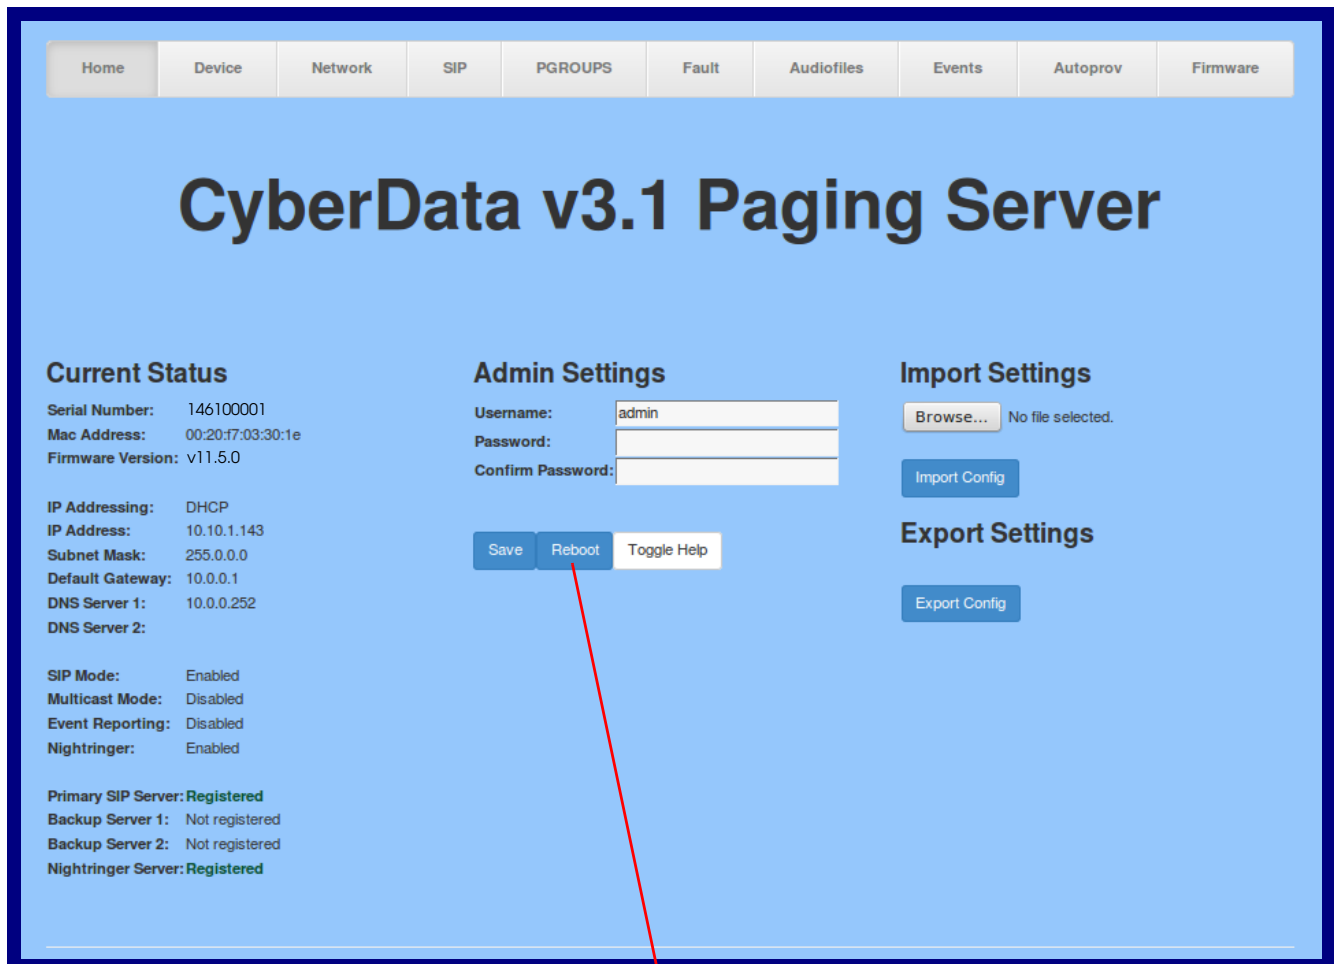 Home Device Network SIP PGROUPS Fault Audiofiles Events Autoprov Firmware
CyberData v3.1 Paging Server
Current Status
Serial Number: 146100001
Mac Address: 00:20:f7:03:30:1e
Firmware Version: v11.5.0
IP Addressing: DHCP
IP Address: 10.10.1.143
Subnet Mask: 255.0.0.0
Default Gateway: 10.0.0.1
DNS Server 1: 10.0.0.252
DNS Server 2:
SIP Mode: Enabled
Multicast Mode: Disabled
Event Reporting: Disabled
Nightringer: Enabled
Primary SIP Server: Registered
Backup Server 1: Not registered
Backup Server 2: Not registered
Nightringer Server: Registered
Admin Settings
Username: admin
Password:
Confirm Password:
Save Reboot Toggle Help
Import Settings
Browse... No file selected.
Import Config
Export Settings
Export Config